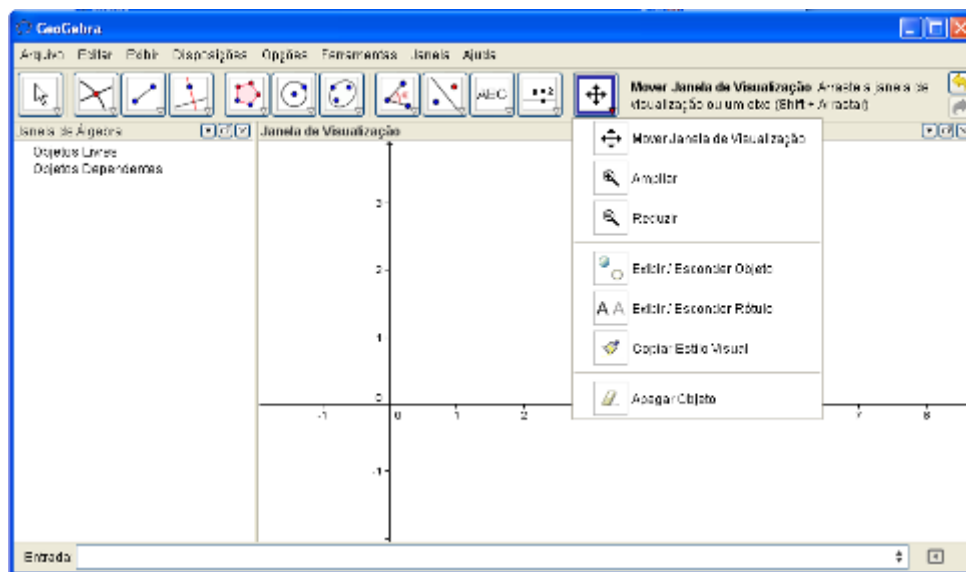 GeoGebra
Arquivo Editar Exibir Disposições Opções Ferramentas Janela Ajuda
ABC
a=2
Mover Janela de Visualização Arraste a janela de
visualização ou um eixo (Shift + Arrastar)
Janela de Álgebra
Janela de Visualização
Objetos Livres
Objetos Dependentes
Mover Janela de Visualização
Ampliar
Reduzir
Exibir / Esconder Objeto
A A Exibir / Esconder Rótulo
Copiar Estilo Visual
Apagar Objeto
3
2
1
0
-1 0 1 2 7 8
-1
Entrada